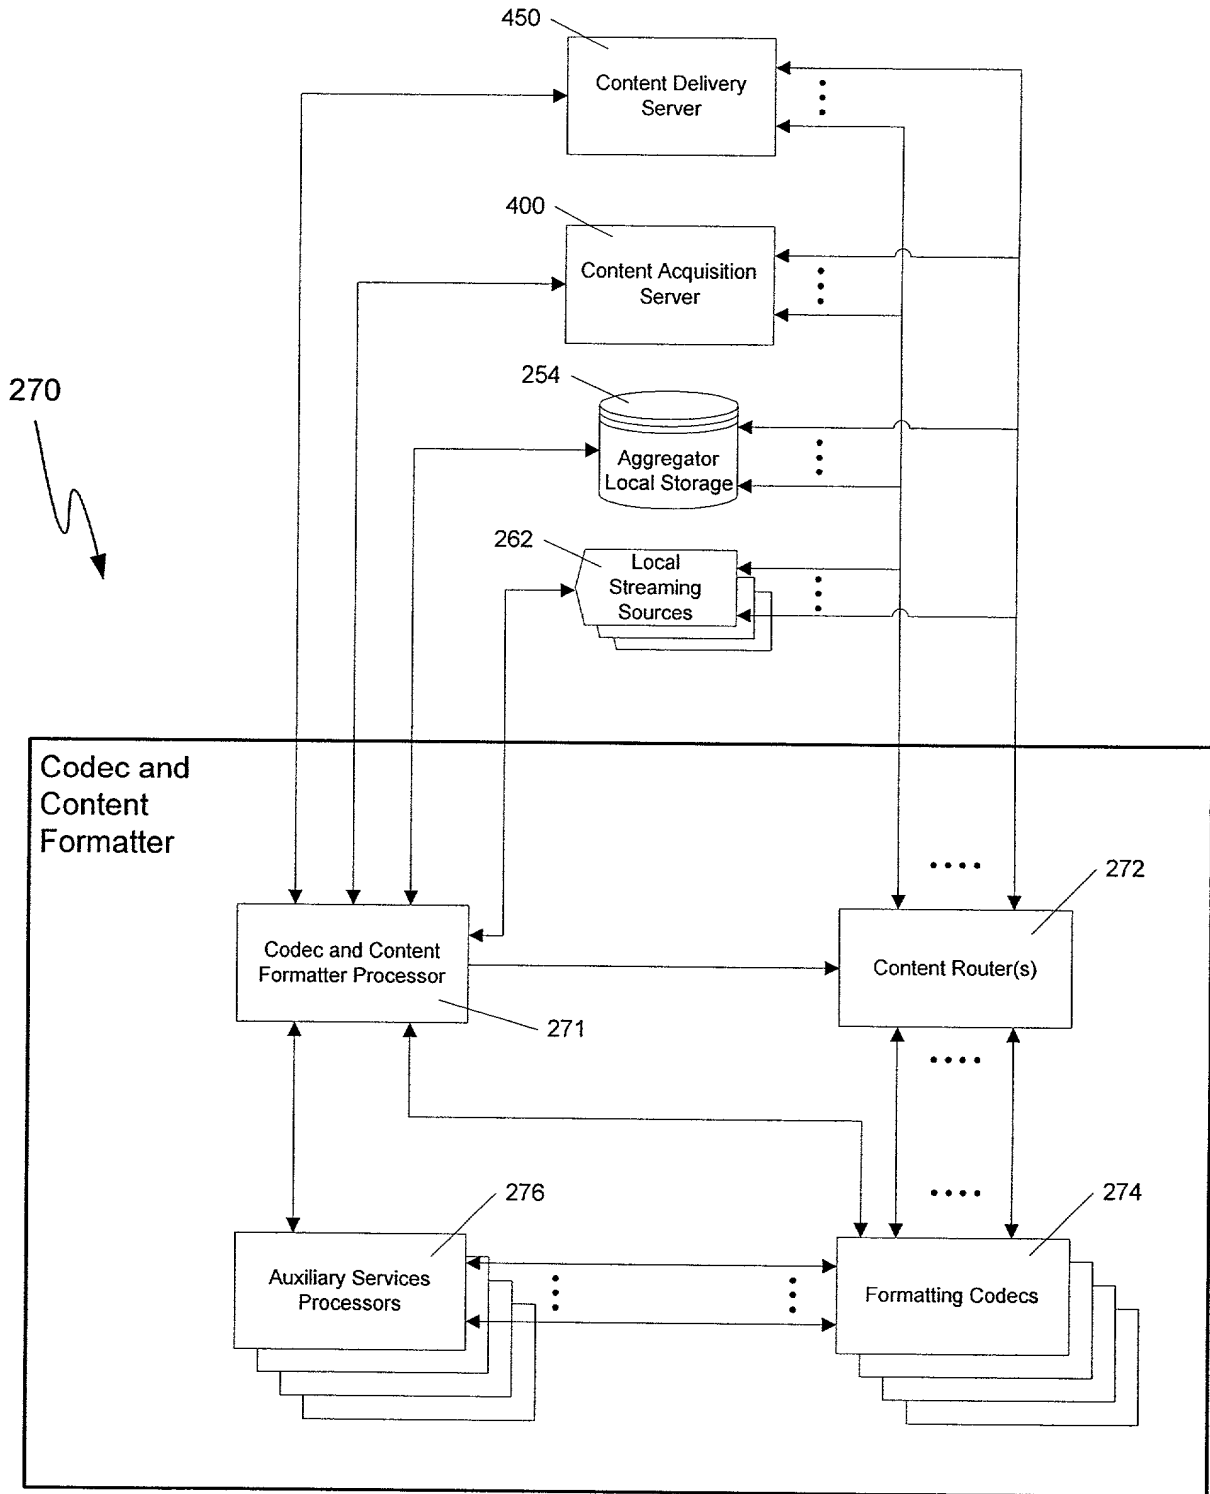 450
Content Delivery
Server
400
Content Acquisition
Server
270
254
Aggregator
Local Storage
262
Local
Streaming
Sources
Codec and
Content
Formatter
272
Codec and Content
Formatter Processor
Content Router(s)
271
276
274
Auxiliary Services
Processors
Formatting Codecs